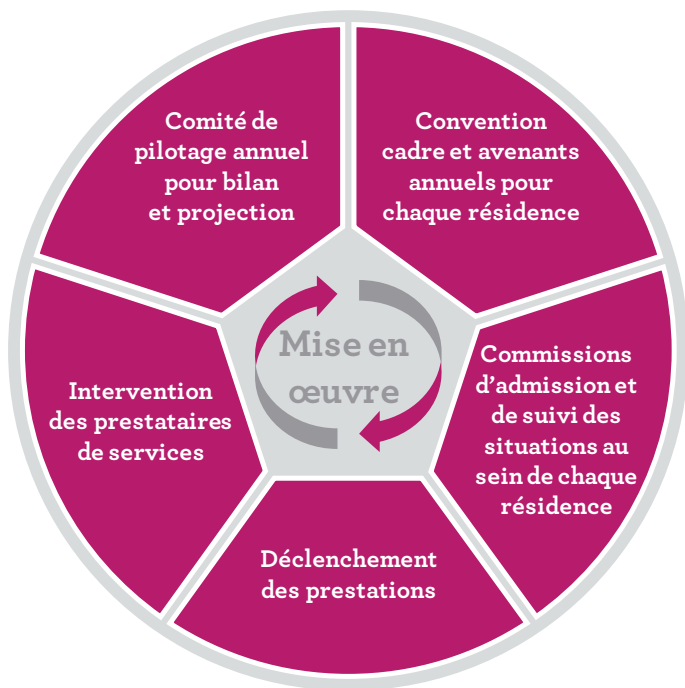 Comité de
pilotage annuel
pour bilan
et projection
Convention
cadre et avenants
annuels pour
chaque résidence
Mise en
œuvre
Commissions
d’admission et
de suivi des
situations au
sein de chaque
résidence
Intervention
des prestataires
de services
Déclenchement
des prestations